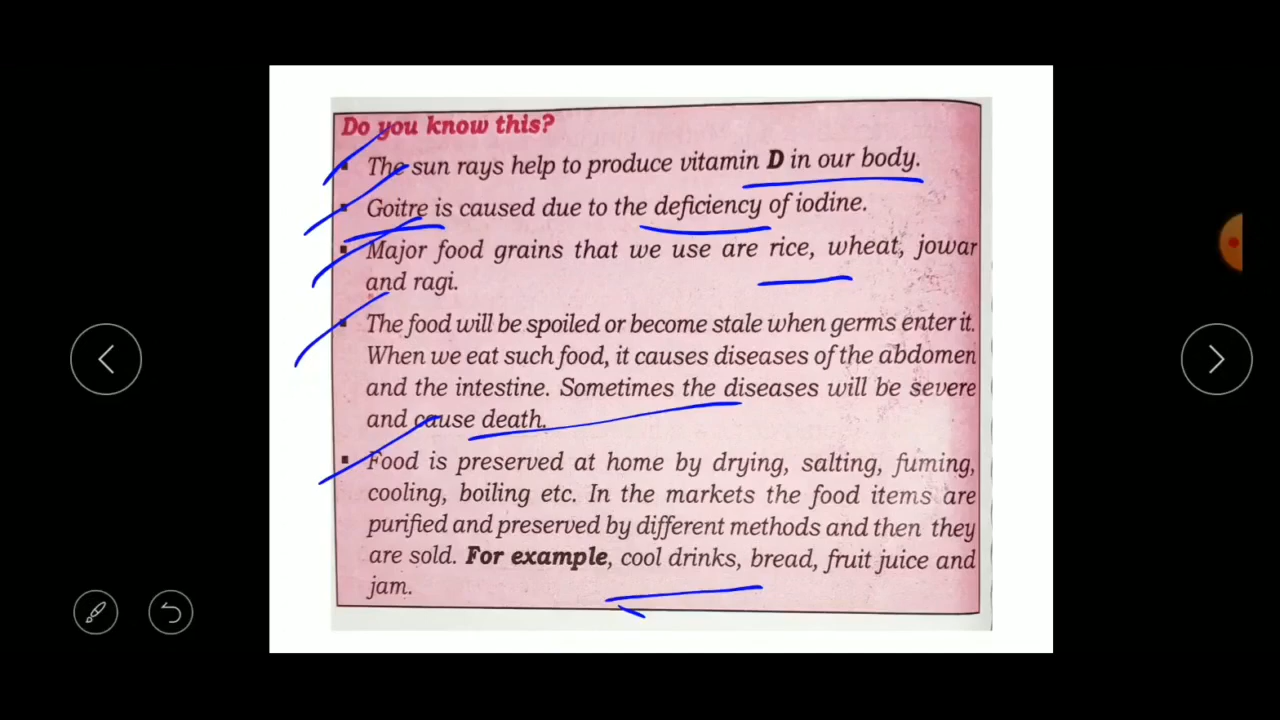 Do you know this?
▪ The sun rays help to produce vitamin D in our body.
▪ Goitre is caused due to the deficiency of iodine.
▪ Major food grains that we use are rice, wheat, jowar
and ragi.
▪ The food will be spoiled or become stale when germs enter it.
When we eat such food, it causes diseases of the abdomen
and the intestine. Sometimes the diseases will be severe
and cause death.
▪ Food is preserved at home by drying, salting, fuming,
cooling, boiling etc. In the markets the food items are
purified and preserved by different methods and then they
are sold. For example, cool drinks, bread, fruit juice and
jam.